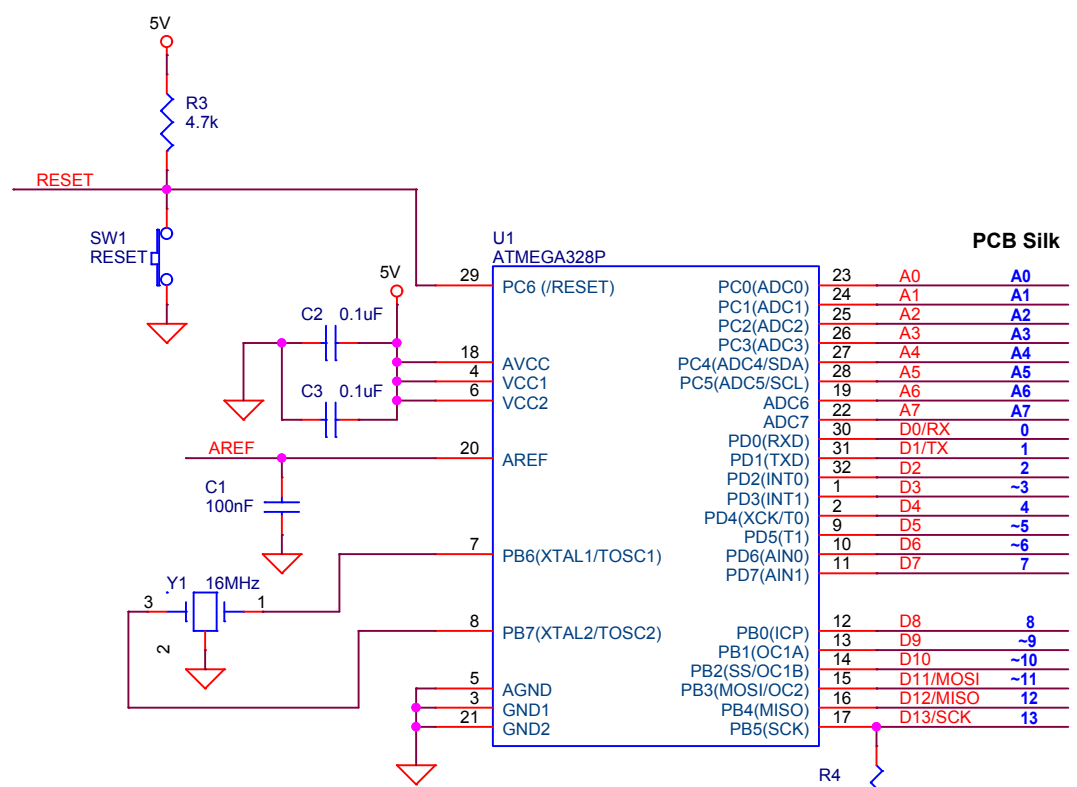 5V
R3
4.7k
RESET
SW1
RESET
U1
ATMEGA328P
PCB Silk
5V
C2 0.1uF
C3 0.1uF
AREF
C1
100nF
Y1 16MHz
3
1
2
29 PC6 (/RESET)
18 AVCC
4 VCC1
6 VCC2
20 AREF
7 PB6(XTAL1/TOSC1)
8 PB7(XTAL2/TOSC2)
5 AGND
3 GND1
21 GND2
PC0(ADC0) 23 A0 A0
PC1(ADC1) 24 A1 A1
PC2(ADC2) 25 A2 A2
PC3(ADC3) 26 A3 A3
PC4(ADC4/SDA) 27 A4 A4
PC5(ADC5/SCL) 28 A5 A5
ADC6 19 A6 A6
ADC7 22 A7 A7
PD0(RXD) 30 D0/RX 0
PD1(TXD) 31 D1/TX 1
PD2(INT0) 32 D2 2
PD3(INT1) 1 D3 ~3
PD4(XCK/T0) 2 D4 4
PD5(T1) 9 D5 ~5
PD6(AIN0) 10 D6 ~6
PD7(AIN1) 11 D7 7
PB0(ICP) 12 D8 8
PB1(OC1A) 13 D9 ~9
PB2(SS/OC1B) 14 D10 ~10
PB3(MOSI/OC2) 15 D11/MOSI ~11
PB4(MISO) 16 D12/MISO 12
PB5(SCK) 17 D13/SCK 13
R4